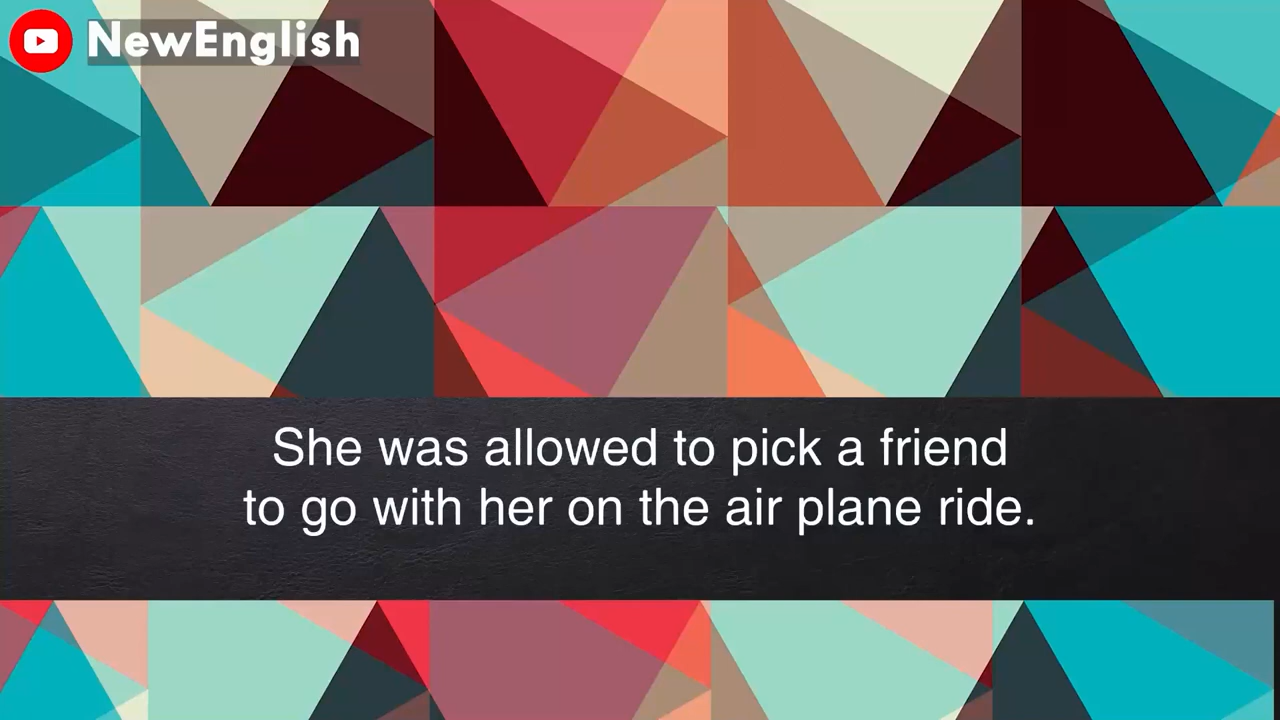 NewEnglish
She was allowed to pick a friend
to go with her on the air plane ride.